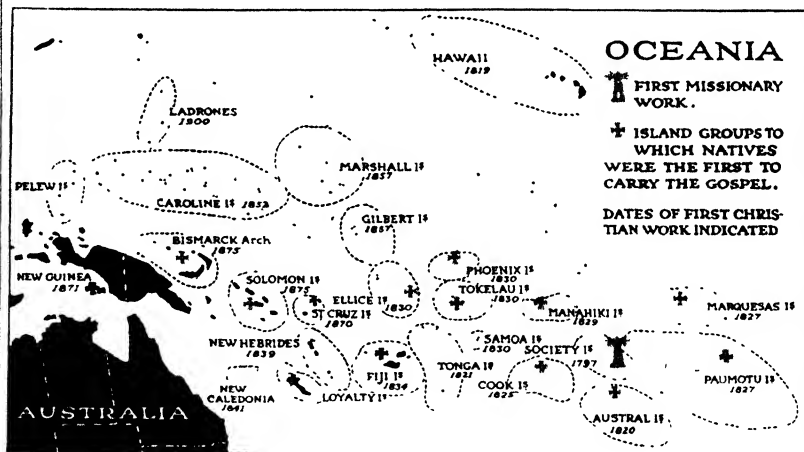 OCEANIA
FIRST MISSIONARY
WORK.
ISLAND GROUPS TO
WHICH NATIVES
WERE THE FIRST TO
CARRY THE GOSPEL.
DATES OF FIRST CHRIS-
TIAN WORK INDICATED
HAWAII
1819
LADRONES
1900
PELEW Is
CAROLINE Is 1852
MARSHALL Is
1857
GILBERT Is
1857
BISMARCK Arch
1875
NEW GUINEA
1871
SOLOMON Is
1875
ELLICE Is
1830
ST CRUZ Is
1870
PHOENIX Is
1830
TOKELAU Is
1830
MANAHIKI Is
1829
MARQUESAS Is
1827
NEW HEBRIDES
1839
SAMOA Is
1830
SOCIETY Is
1797
FIJI Is
1834
TONGA Is
1821
COOK Is
1825
PAUMOTU Is
1827
NEW
CALEDONIA
1841
LOYALTY Is
AUSTRAL Is
1820
AUSTRALIA